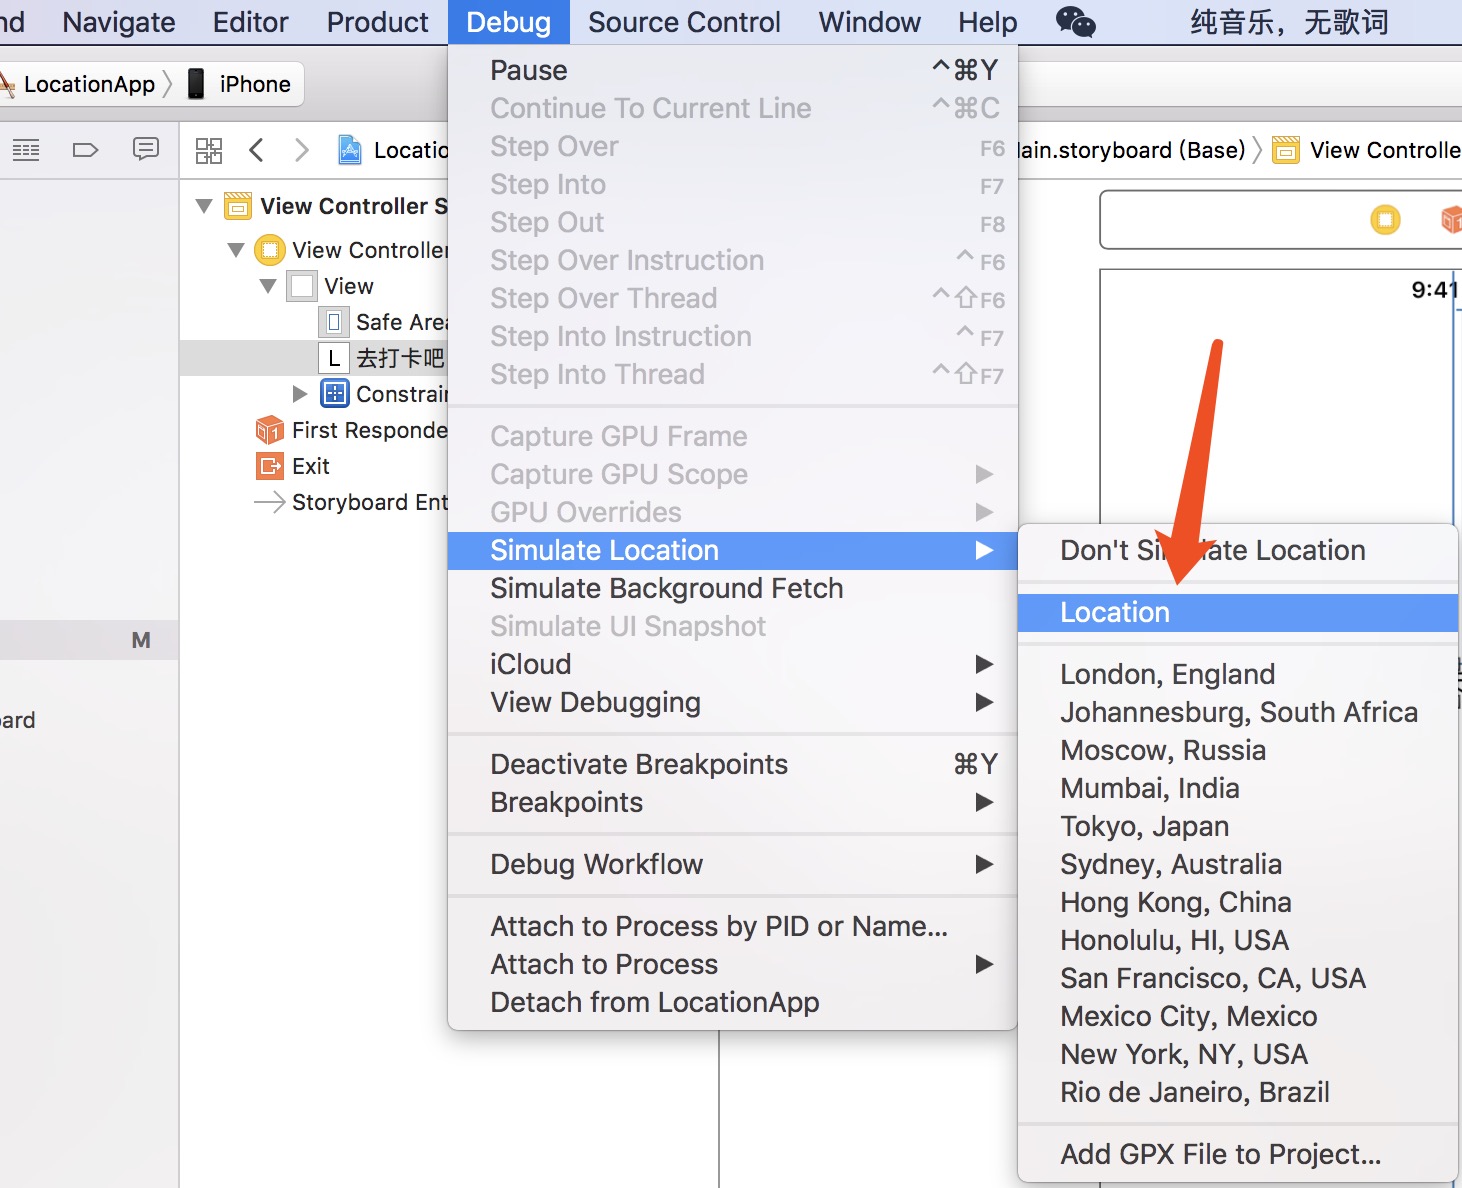 nd Navigate Editor Product Debug Source Control Window Help 纯音乐，无歌词
LocationApp iPhone
Locatio
lain.storyboard (Base) View Controlle
View Controller S
View Controller
View
Safe Area
L 去打卡吧
Constrain
First Responde
Exit
Storyboard Ent
M
ard
Pause ^⌘Y
Continue To Current Line ^⌘C
Step Over F6
Step Into F7
Step Out F8
Step Over Instruction ^F6
Step Over Thread ^⇧F6
Step Into Instruction ^F7
Step Into Thread ^⇧F7
Capture GPU Frame
Capture GPU Scope
GPU Overrides
Simulate Location
Simulate Background Fetch
Simulate UI Snapshot
iCloud
View Debugging
Deactivate Breakpoints ⌘Y
Breakpoints
Debug Workflow
Attach to Process by PID or Name...
Attach to Process
Detach from LocationApp
9:41
Don't Simulate Location
Location
London, England
Johannesburg, South Africa
Moscow, Russia
Mumbai, India
Tokyo, Japan
Sydney, Australia
Hong Kong, China
Honolulu, HI, USA
San Francisco, CA, USA
Mexico City, Mexico
New York, NY, USA
Rio de Janeiro, Brazil
Add GPX File to Project...